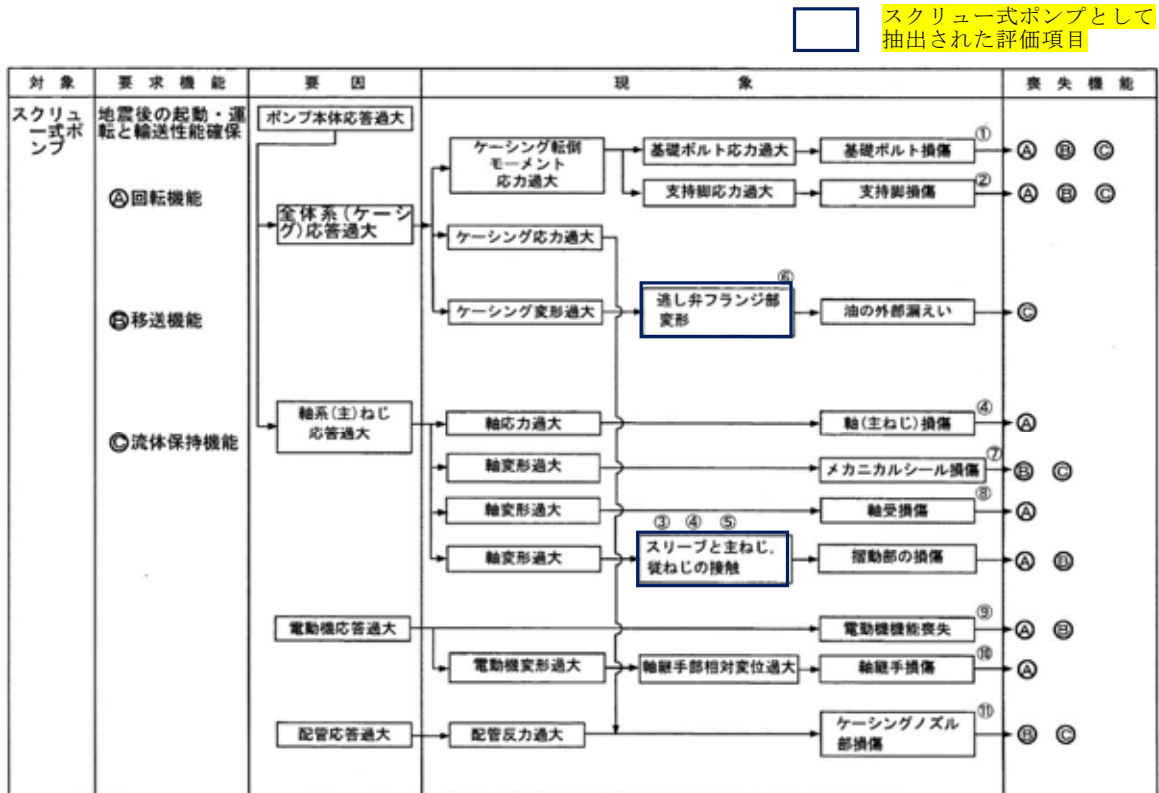 スクリュー式ポンプとして
抽出された評価項目
対象
要求機能
要因
現象
喪失機能
スクリュ
ー式ポ
ンプ
地震後の起動・運
転と輸送性能確保
Ⓐ回転機能
Ⓑ移送機能
Ⓒ流体保持機能
ポンプ本体応答過大
全体系(ケーシ
グ)応答過大
ケーシング転倒
モーメント
応力過大
基礎ボルト応力過大
基礎ボルト損傷
①
Ⓐ Ⓑ Ⓒ
支持脚応力過大
支持脚損傷
②
Ⓐ Ⓑ Ⓒ
ケーシング応力過大
ケーシング変形過大
⑥
逃し弁フランジ部
変形
油の外部漏えい
Ⓒ
軸系(主)ねじ
応答過大
軸応力過大
軸(主ねじ)損傷
④
Ⓐ
軸変形過大
メカニカルシール損傷
⑦
Ⓑ Ⓒ
軸変形過大
軸受損傷
⑧
Ⓐ
軸変形過大
③ ④ ⑤
スリーブと主ねじ,
従ねじの接触
摺動部の損傷
Ⓐ Ⓑ
電動機応答過大
電動機機能喪失
⑨
Ⓐ Ⓑ
電動機変形過大
軸継手部相対変位過大
軸継手損傷
⑩
Ⓐ
配管応答過大
配管反力過大
ケーシングノズル
部損傷
⑪
Ⓑ Ⓒ